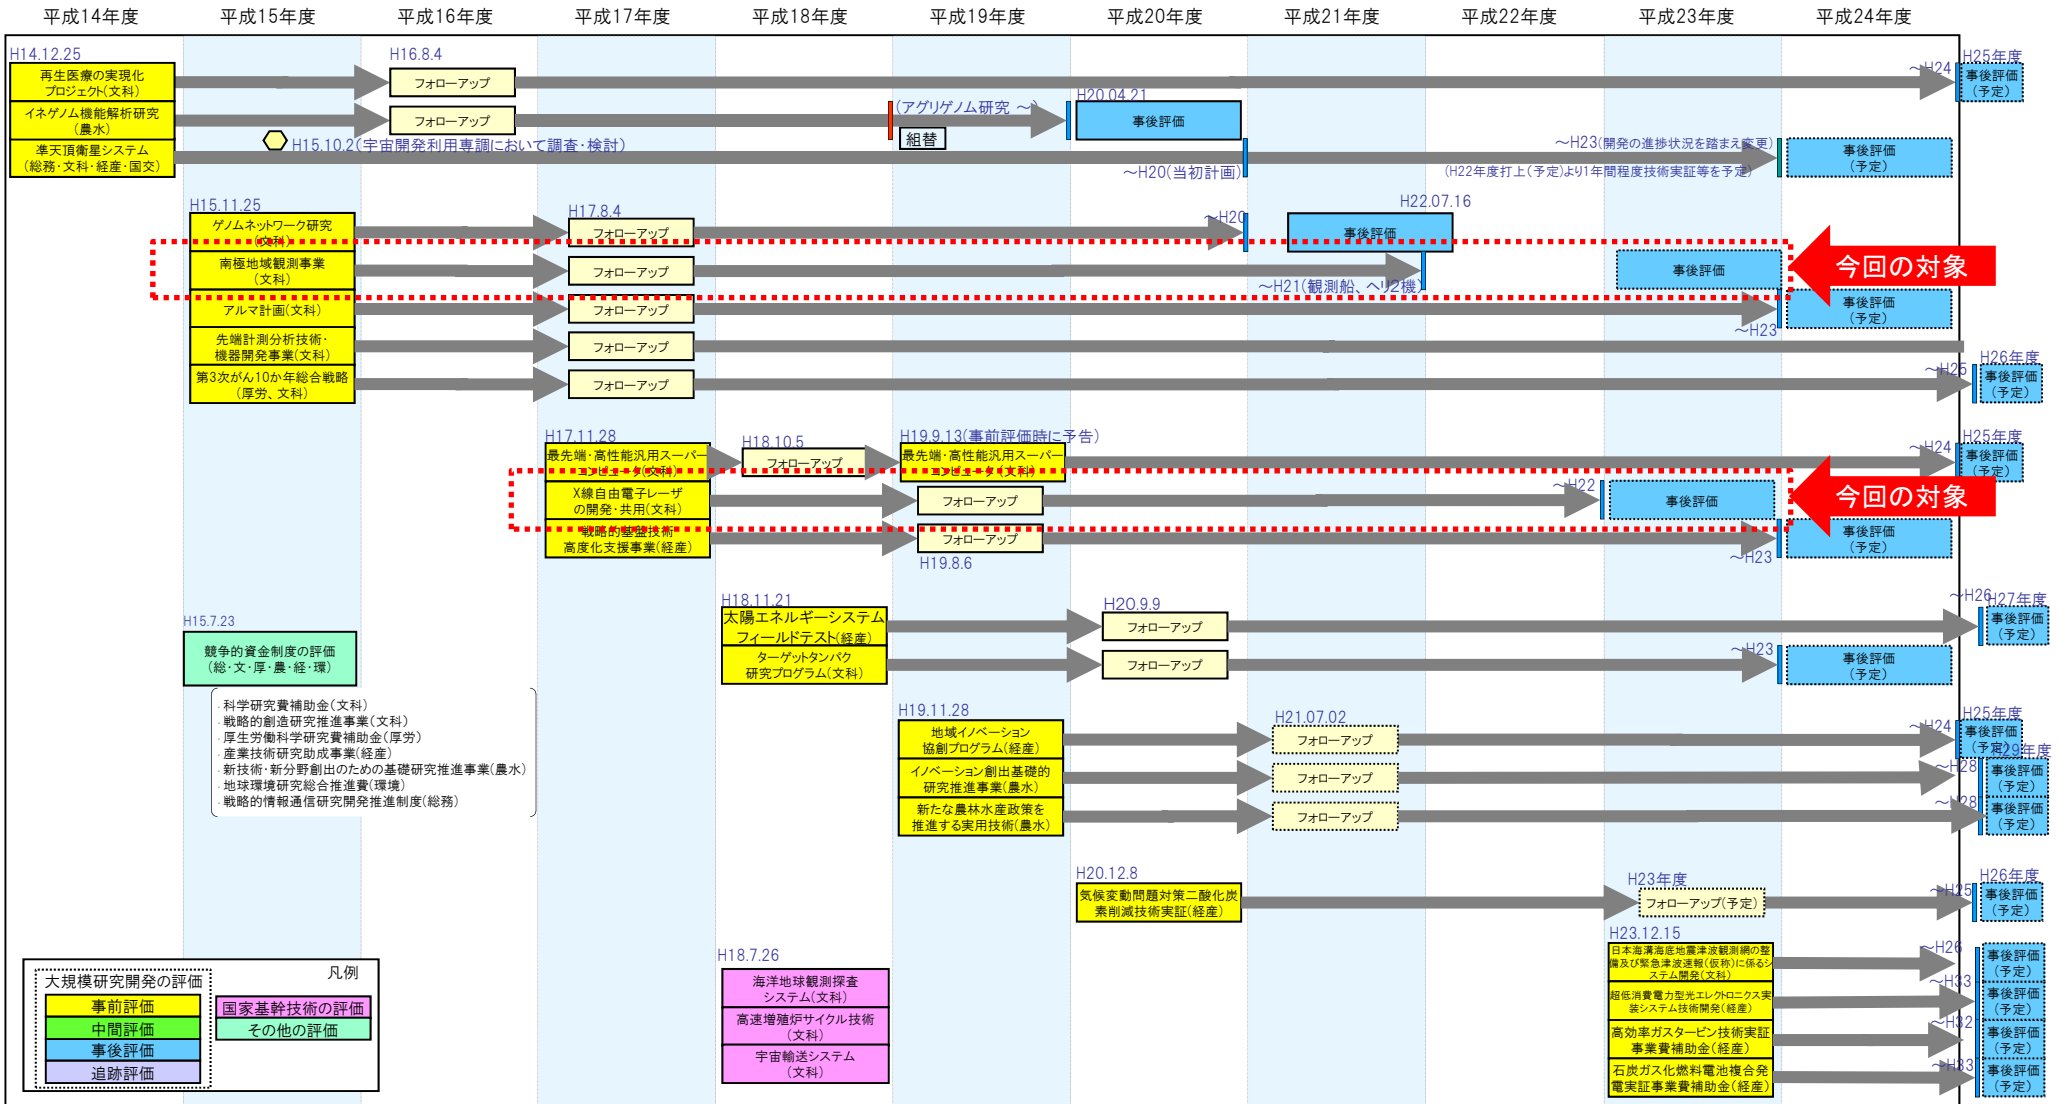 平成14年度 平成15年度 平成16年度 平成17年度 平成18年度 平成19年度 平成20年度 平成21年度 平成22年度 平成23年度 平成24年度
H14.12.25
H16.8.4
H25年度
再生医療の実現化
プロジェクト(文科)
フォローアップ
～H24
事後評価
(予定)
イネゲノム機能解析研究
(農水)
フォローアップ
(アグリゲノム研究 ～)
組替
H20.04.21
事後評価
H15.10.2(宇宙開発利用専調において調査・検討)
準天頂衛星システム
(総務・文科・経産・国交)
～H20(当初計画)
～H23(開発の進捗状況を踏まえ変更)
(H22年度打上(予定)より1年間程度技術実証等を予定)
事後評価
(予定)
H15.11.25
H17.8.4
H22.07.16
ゲノムネットワーク研究
(文科)
フォローアップ
～H20
事後評価
南極地域観測事業
(文科)
フォローアップ
～H21(観測船、ヘリ2機)
事後評価
今回の対象
アルマ計画(文科)
フォローアップ
～H23
事後評価
(予定)
先端計測分析技術・
機器開発事業(文科)
フォローアップ
H26年度
第3次がん10か年総合戦略
(厚労、文科)
フォローアップ
～H25
事後評価
(予定)
H17.11.28
H18.10.5
H19.9.13(事前評価時に予告)
H25年度
最先端・高性能汎用スーパー
コンピュータ(文科)
フォローアップ
最先端・高性能汎用スーパー
コンピュータ(文科)
～H24
事後評価
(予定)
X線自由電子レーザ
の開発・共用(文科)
フォローアップ
～H22
事後評価
今回の対象
戦略的基盤技術
高度化支援事業(経産)
フォローアップ
H19.8.6
～H23
事後評価
(予定)
H18.11.21
H20.9.9
H27年度
太陽エネルギーシステム
フィールドテスト(経産)
フォローアップ
～H26
事後評価
(予定)
ターゲットタンパク
研究プログラム(文科)
フォローアップ
～H23
事後評価
(予定)
H15.7.23
競争的資金制度の評価
(総・文・厚・農・経・環)
・科学研究費補助金(文科)
・戦略的創造研究推進事業(文科)
・厚生労働科学研究費補助金(厚労)
・産業技術研究助成事業(経産)
・新技術・新分野創出のための基礎研究推進事業(農水)
・地球環境研究総合推進費(環境)
・戦略的情報通信研究開発推進制度(総務)
H19.11.28
H21.07.02
H25年度
地域イノベーション
協創プログラム(経産)
フォローアップ
～H24
事後評価
(予定)
H29年度
イノベーション創出基礎的
研究推進事業(農水)
フォローアップ
～H28
事後評価
(予定)
新たな農林水産政策を
推進する実用技術(農水)
フォローアップ
～H28
事後評価
(予定)
H20.12.8
H23年度
H26年度
気候変動問題対策二酸化炭
素削減技術実証(経産)
フォローアップ(予定)
～H25
事後評価
(予定)
H23.12.15
日本海溝海底地震津波観測網の整
備及び緊急津波速報(仮称)に係るシ
ステム開発(文科)
～H26
事後評価
(予定)
超低消費電力型光エレクトロニクス実
装システム技術開発(経産)
～H33
事後評価
(予定)
高効率ガスタービン技術実証
事業費補助金(経産)
～H32
事後評価
(予定)
石炭ガス化燃料電池複合発
電実証事業費補助金(経産)
～H33
事後評価
(予定)
H18.7.26
海洋地球観測探査
システム(文科)
高速増殖炉サイクル技術
(文科)
宇宙輸送システム
(文科)
凡例
大規模研究開発の評価
事前評価
中間評価
事後評価
追跡評価
国家基幹技術の評価
その他の評価